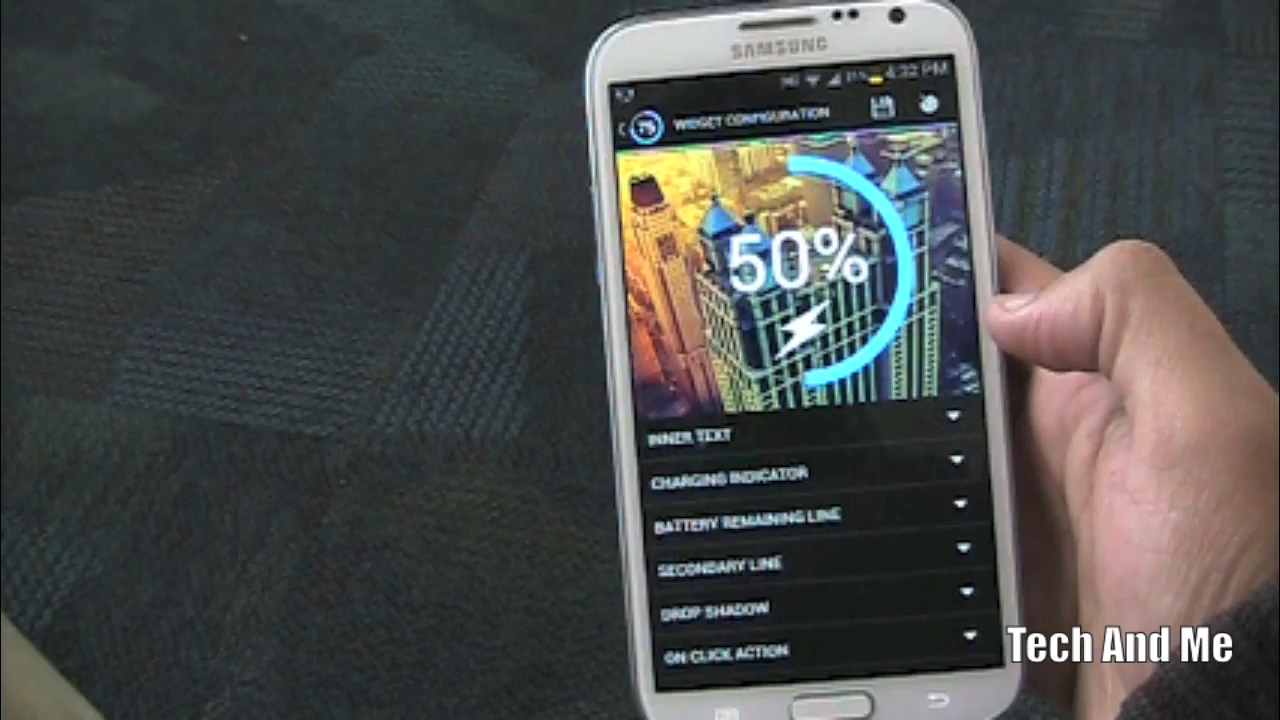 SAMSUNG
4:32 PM
75
WIDGET CONFIGURATION
50%
INNER TEXT
CHARGING INDICATOR
BATTERY REMAINING LINE
SECONDARY LINE
DROP SHADOW
ON CLICK ACTION
Tech And Me